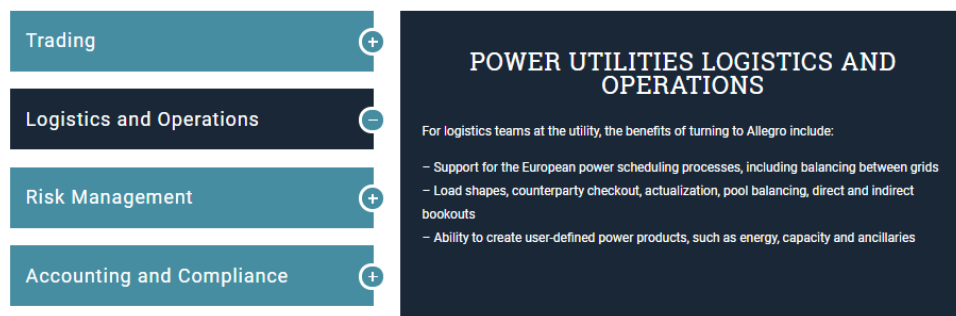 Trading
Logistics and Operations
Risk Management
Accounting and Compliance
POWER UTILITIES LOGISTICS AND
OPERATIONS
For logistics teams at the utility, the benefits of turning to Allegro include:
– Support for the European power scheduling processes, including balancing between grids
– Load shapes, counterparty checkout, actualization, pool balancing, direct and indirect
bookouts
– Ability to create user-defined power products, such as energy, capacity and ancillaries